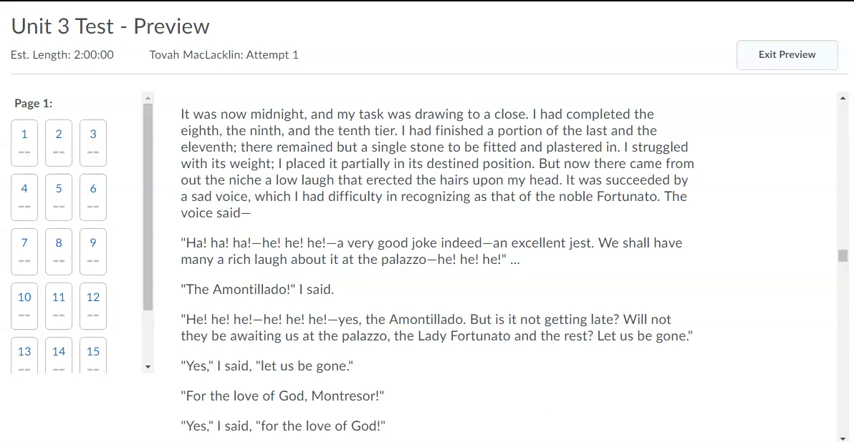 Unit 3 Test - Preview
Est. Length: 2:00:00 Tovah MacLacklin: Attempt 1
Exit Preview
Page 1:
1 2 3
-- -- --
4 5 6
-- -- --
7 8 9
-- -- --
10 11 12
-- -- --
13 14 15
-- -- --
It was now midnight, and my task was drawing to a close. I had completed the
eighth, the ninth, and the tenth tier. I had finished a portion of the last and the
eleventh; there remained but a single stone to be fitted and plastered in. I struggled
with its weight; I placed it partially in its destined position. But now there came from
out the niche a low laugh that erected the hairs upon my head. It was succeeded by
a sad voice, which I had difficulty in recognizing as that of the noble Fortunato. The
voice said—
"Ha! ha! ha!—he! he! he!—a very good joke indeed—an excellent jest. We shall have
many a rich laugh about it at the palazzo—he! he! he!" ...
"The Amontillado!" I said.
"He! he! he!—he! he! he!—yes, the Amontillado. But is it not getting late? Will not
they be awaiting us at the palazzo, the Lady Fortunato and the rest? Let us be gone."
"Yes," I said, "let us be gone."
"For the love of God, Montresor!"
"Yes," I said, "for the love of God!"